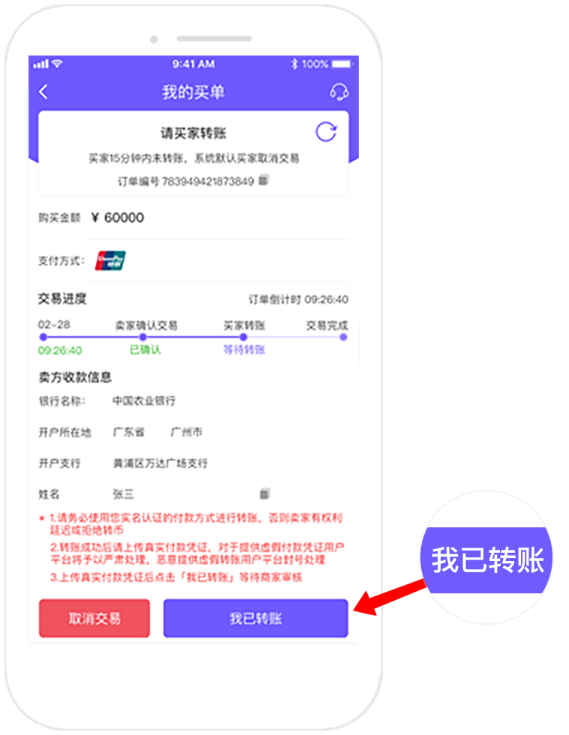 9:41 AM
100%
我的买单
请买家转账
买家15分钟内未转账，系统默认买家取消交易
订单编号 783949421873849
购买金额 ¥ 60000
支付方式： UnionPay 银联
交易进度 订单倒计时 09:26:40
02-28 卖家确认交易 买家转账 交易完成
09:26:40 已确认 等待转账
卖方收款信息
银行名称： 中国农业银行
开户所在地 广东省 广州市
开户支行 黄浦区万达广场支行
姓名 张三
* 1.请务必使用您实名认证的付款方式进行转账，否则卖家有权利
延迟或拒绝转币
2.转账成功后请上传真实付款凭证，对于提供虚假付款凭证用户
平台将予以严肃处理，恶意提供虚假转账用户平台封号处理
3.上传真实付款凭证后点击「我已转账」等待商家审核
取消交易 我已转账
我已转账